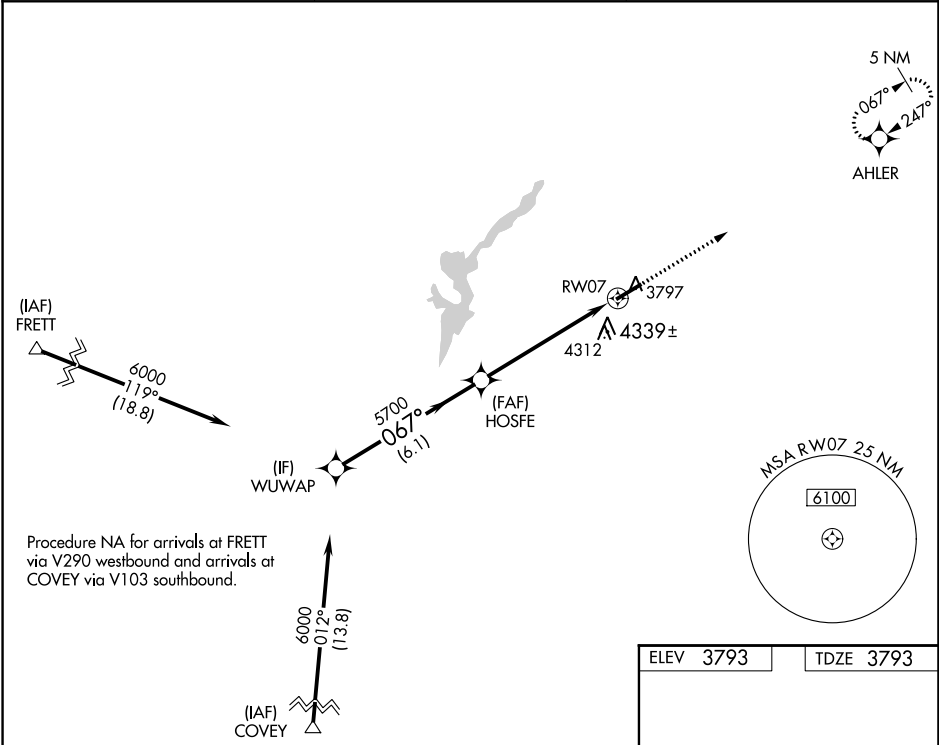 5 NM
067°
247°
AHLER
RW07
3797
4312
4339±
(IAF)
FRETT
6000
119°
(18.8)
(FAF)
HOSFE
5700
067°
(6.1)
(IF)
WUWAP
MSA RW07 25 NM
6100
Procedure NA for arrivals at FRETT
via V290 westbound and arrivals at
COVEY via V103 southbound.
6000
012°
(13.8)
(IAF)
COVEY
ELEV 3793
TDZE 3793